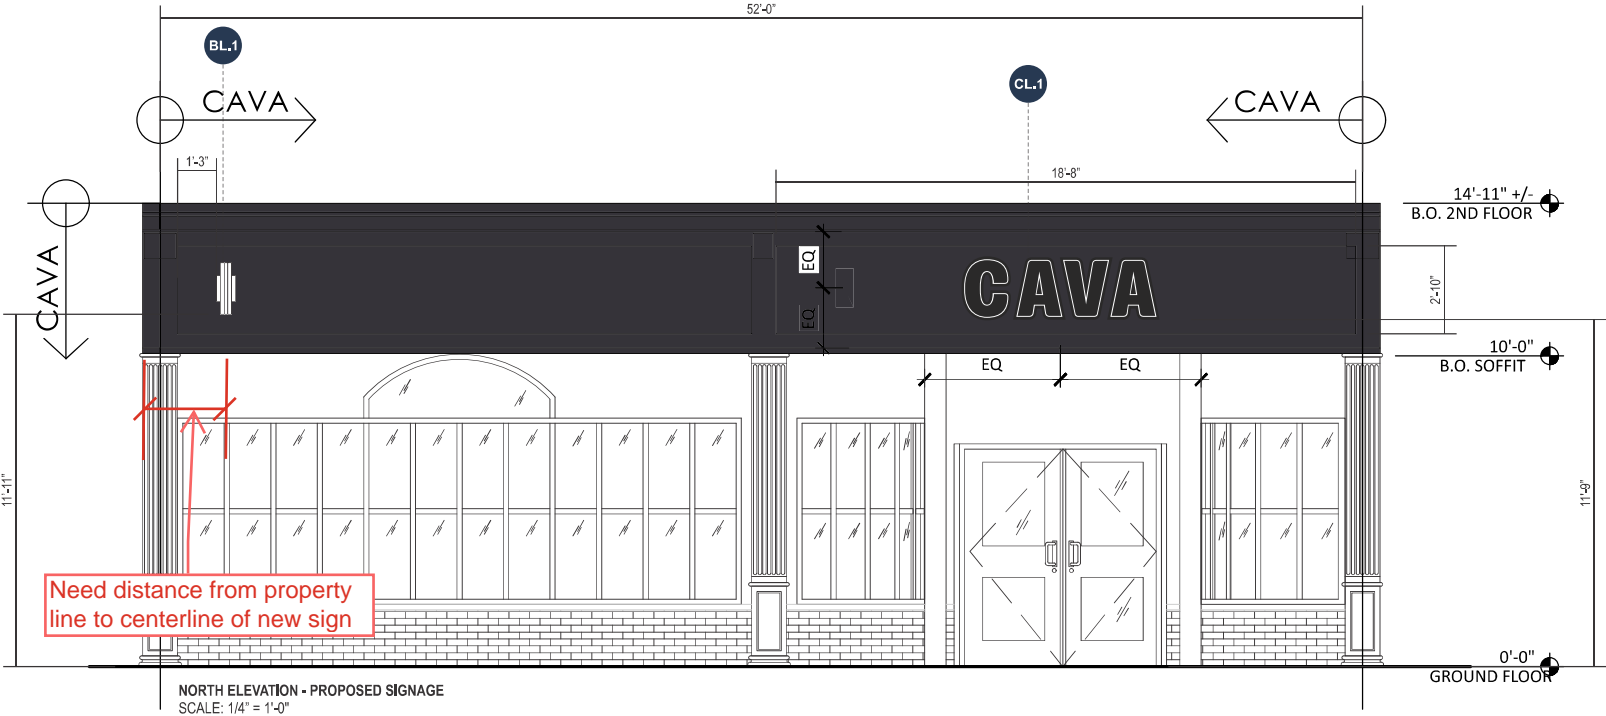 52'-0"
BL.1
CL.1
CAVA
CAVA
1'-3"
18'-8"
14'-11" +/-
B.O. 2ND FLOOR
CAVA
EQ
EQ
CAVA
2'-10"
10'-0"
B.O. SOFFIT
EQ
EQ
11'-11"
11'-9"
Need distance from property
line to centerline of new sign
0'-0"
GROUND FLOOR
NORTH ELEVATION - PROPOSED SIGNAGE
SCALE: 1/4" = 1'-0"